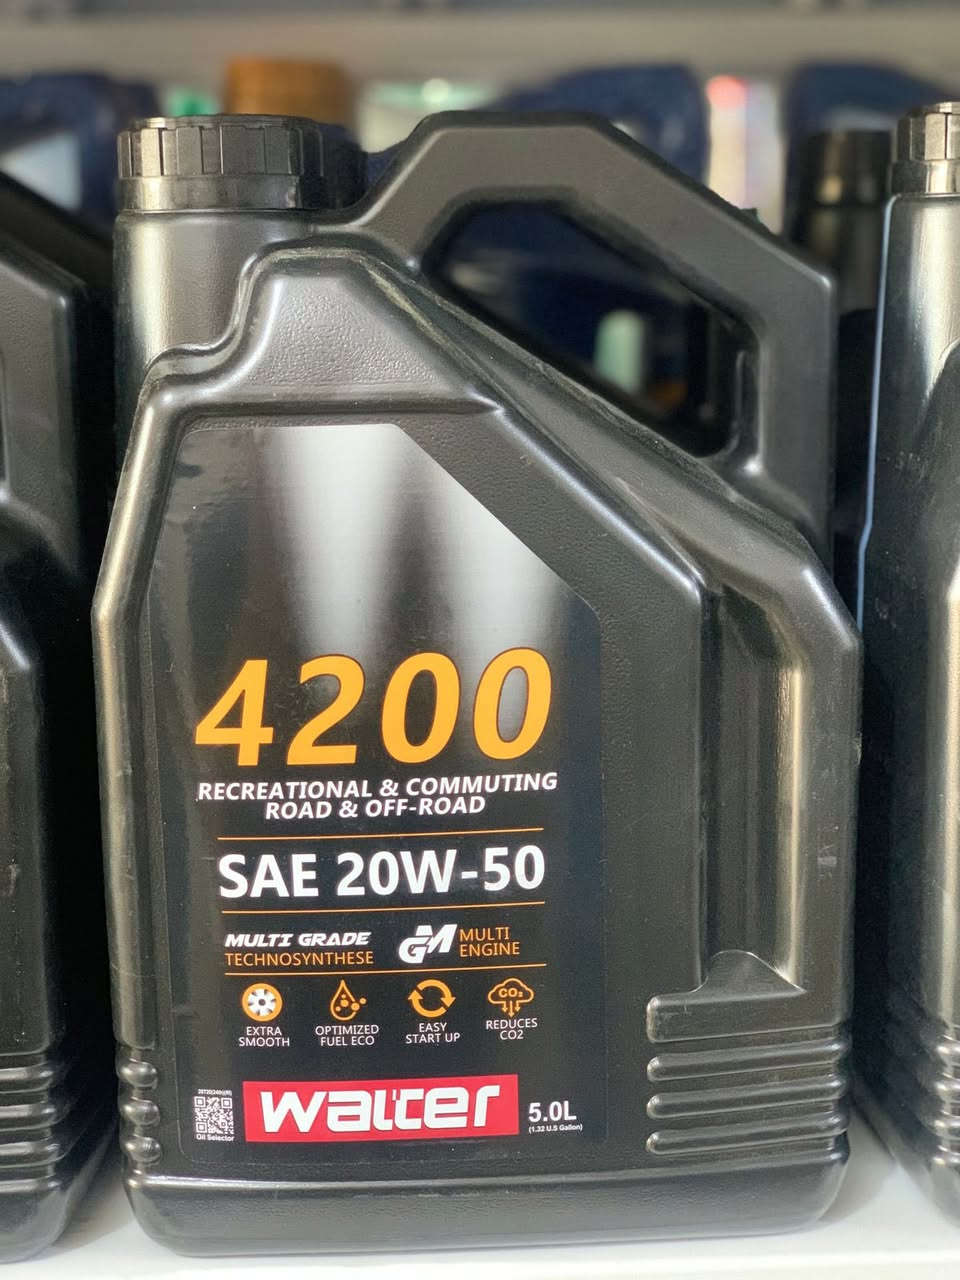 4200
RECREATIONAL & COMMUTING
ROAD & OFF-ROAD
SAE 20W-50
MULTI GRADE
TECHNOSYNTHESE
GM MULTI
ENGINE
EXTRA
SMOOTH
OPTIMIZED
FUEL ECO
EASY
START UP
CO₂
REDUCES
CO2
Oil Selector
walter
5.0L
(1.32 U.S Gallon)